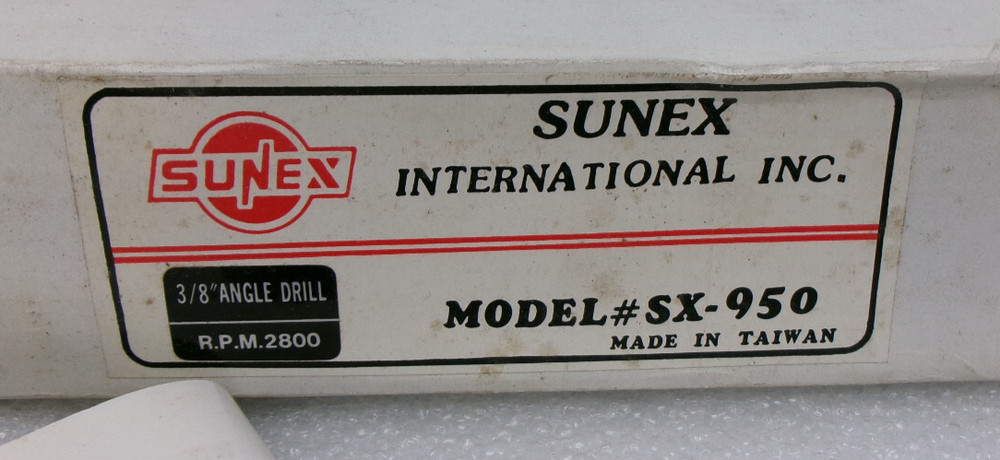 SUNEX
SUNEX
INTERNATIONAL INC.
3/8" ANGLE DRILL
R.P.M.2800
MODEL#SX-950
MADE IN TAIWAN